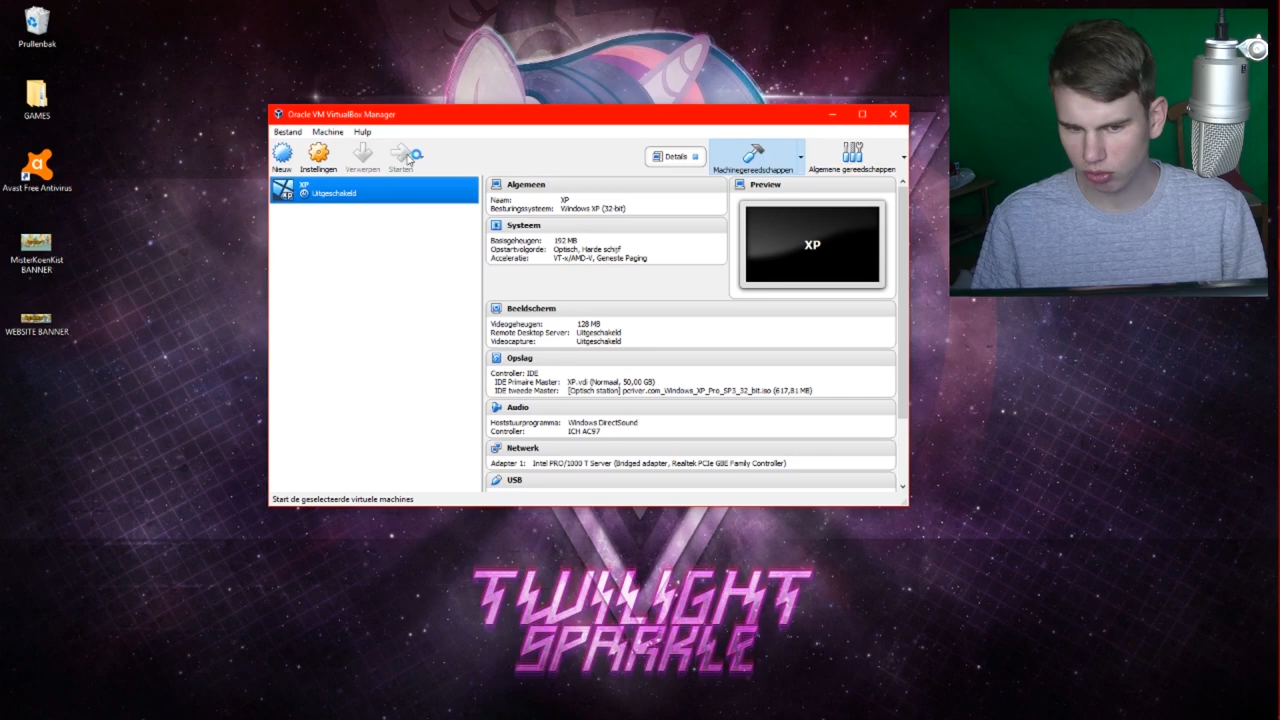 Prullenbak
GAMES
Avast Free Antivirus
MisterKoenKist
BANNER
WEBSITE BANNER
Oracle VM VirtualBox Manager
Bestand Machine Hulp
Nieuw Instellingen Verwerpen Starten
Details
Machinegereedschappen
Algemene gereedschappen
XP
Uitgeschakeld
Algemeen
Naam: XP
Besturingssysteem: Windows XP (32-bit)
Systeem
Basisgeheugen: 192 MB
Opstartvolgorde: Optisch, Harde schijf
Acceleratie: VT-x/AMD-V, Geneste Paging
Preview
XP
Beeldscherm
Videogeheugen: 128 MB
Remote Desktop Server: Uitgeschakeld
Videocapture: Uitgeschakeld
Opslag
Controller: IDE
IDE Primaire Master: XP.vdi (Normaal, 50,00 GB)
IDE tweede Master: [Optisch station] pcriver.com_Windows_XP_Pro_SP3_32_bit.iso (617,81 MB)
Audio
Hoststuurprogramma: Windows DirectSound
Controller: ICH AC97
Netwerk
Adapter 1: Intel PRO/1000 T Server (Bridged adapter, Realtek PCIe GBE Family Controller)
USB
Start de geselecteerde virtuele machines
TWILIGHT
SPARKLE